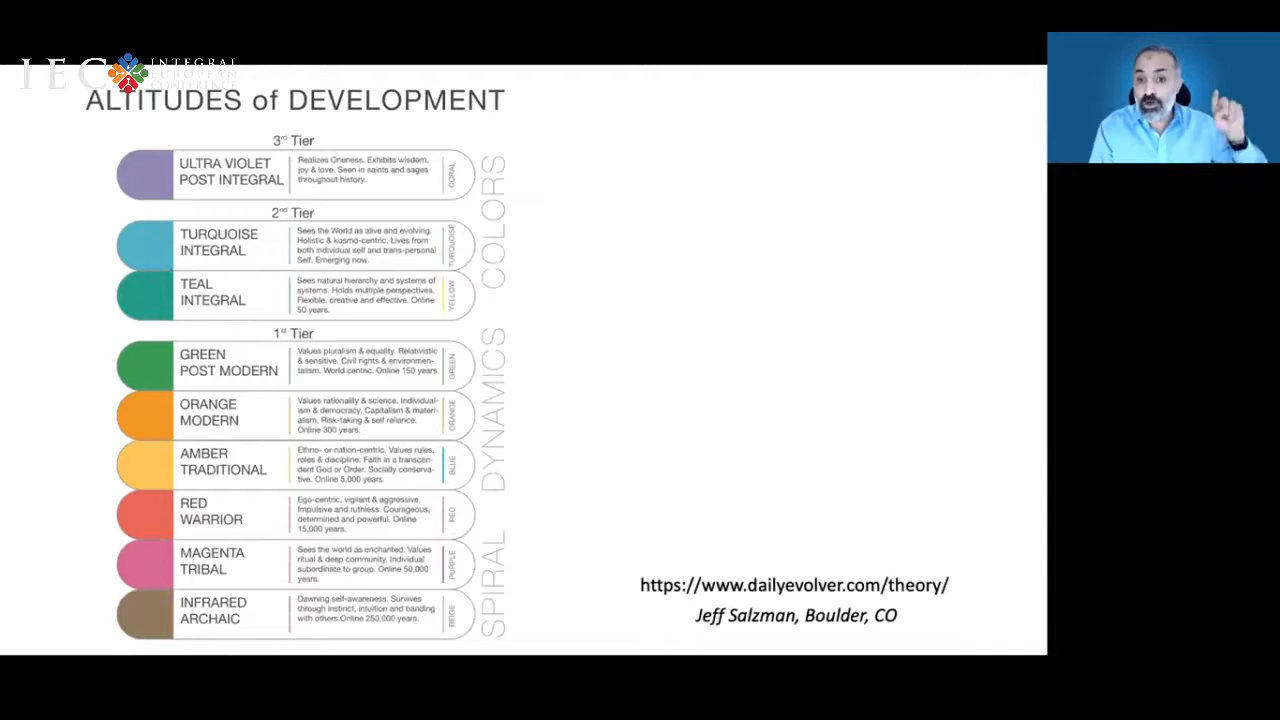 IEC INTEGRAL
EUROPEAN
CONFERENCE
ALTITUDES of DEVELOPMENT
3rd Tier
ULTRA VIOLET
POST INTEGRAL
Realizes Oneness. Exhibits wisdom,
joy & love. Seen in saints and sages
throughout history.
CORAL
2nd Tier
TURQUOISE
INTEGRAL
Sees the World as alive and evolving.
Holistic & kosmo-centric. Lives from
both individual self and trans-personal
Self. Emerging now.
TURQUOISE
TEAL
INTEGRAL
Sees natural hierarchy and systems of
systems. Holds multiple perspectives.
Flexible, creative and effective. Online
50 years.
YELLOW
1st Tier
GREEN
POST MODERN
Values pluralism & equality. Relativistic
& sensitive. Civil rights & environmen-
talism. World centric. Online 150 years.
GREEN
ORANGE
MODERN
Values rationality & science. Individual-
ism & democracy. Capitalism & materi-
alism. Risk-taking & self reliance.
Online 300 years.
ORANGE
AMBER
TRADITIONAL
Ethno- or nation-centric. Values rules,
roles & discipline. Faith in a transcen-
dent God or Order. Socially conserva-
tive. Online 5,000 years.
BLUE
RED
WARRIOR
Ego-centric, vigilant & aggressive.
Impulsive and ruthless. Courageous,
determined and powerful. Online
15,000 years.
RED
MAGENTA
TRIBAL
Sees the world as enchanted. Values
ritual & deep community. Individual
subordinate to group. Online 50,000
years.
PURPLE
INFRARED
ARCHAIC
Dawning self-awareness. Survives
through instinct, intuition and banding
with others.Online 250,000 years.
BEIGE
SPIRAL DYNAMICS COLORS
https://www.dailyevolver.com/theory/
Jeff Salzman, Boulder, CO